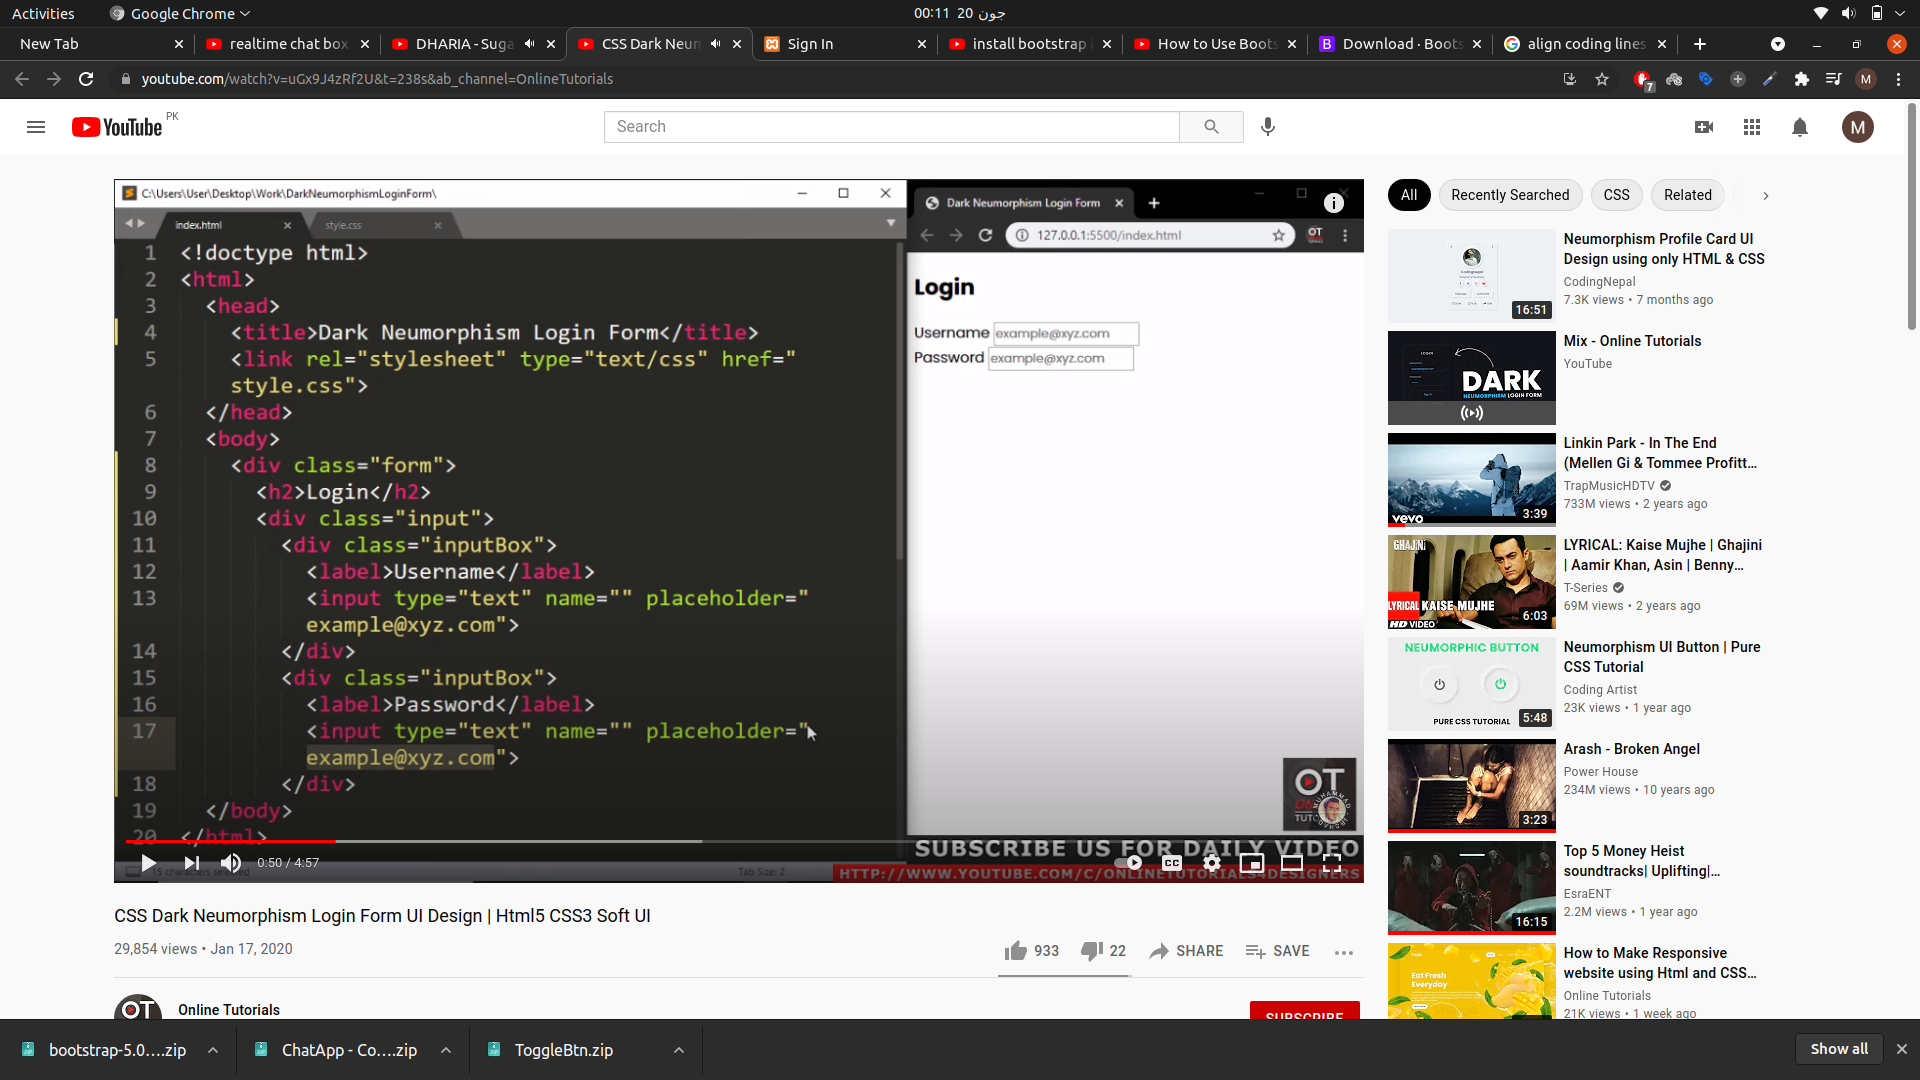 Activities
Google Chrome
00:11 20 جون
New Tab
realtime chat box
DHARIA - Suga
CSS Dark Neun
Sign In
install bootstrap
How to Use Boots
Download · Boots
align coding lines
youtube.com/watch?v=uGx9J4zRf2U&t=238s&ab_channel=OnlineTutorials
7
M
YouTube PK
Search
M
C:\Users\User\Desktop\Work\DarkNeumorphismLoginForm\
index.html
style.css
1 <!doctype html>
2 <html>
3 <head>
4 <title>Dark Neumorphism Login Form</title>
5 <link rel="stylesheet" type="text/css" href="
style.css">
6 </head>
7 <body>
8 <div class="form">
9 <h2>Login</h2>
10 <div class="input">
11 <div class="inputBox">
12 <label>Username</label>
13 <input type="text" name="" placeholder="
example@xyz.com">
14 </div>
15 <div class="inputBox">
16 <label>Password</label>
17 <input type="text" name="" placeholder="
example@xyz.com">
18 </div>
19 </body>
20 </html>
15 characters selected
Tab Size: 2
0:50 / 4:57
Dark Neumorphism Login Form
127.0.0.1:5500/index.html
OT
Login
Username example@xyz.com
Password example@xyz.com
OT
SUBSCRIBE US FOR DAILY VIDEO
HTTP://WWW.YOUTUBE.COM/C/ONLINETUTORIALS4DESIGNERS
CC
CSS Dark Neumorphism Login Form UI Design | Html5 CSS3 Soft UI
29,854 views • Jan 17, 2020
933
22
SHARE
SAVE
OT
Online Tutorials
SUBSCRIBE
All
Recently Searched
CSS
Related
16:51
Neumorphism Profile Card UI
Design using only HTML & CSS
CodingNepal
7.3K views • 7 months ago
LOGIN
DARK
NEUMORPHISM LOGIN FORM
Mix - Online Tutorials
YouTube
vevo
3:39
Linkin Park - In The End
(Mellen Gi & Tommee Profitt...
TrapMusicHDTV
733M views • 2 years ago
GHAJINI
LYRICAL KAISE MUJHE
HD VIDEO
6:03
LYRICAL: Kaise Mujhe | Ghajini
| Aamir Khan, Asin | Benny...
T-Series
69M views • 2 years ago
NEUMORPHIC BUTTON
PURE CSS TUTORIAL
5:48
Neumorphism UI Button | Pure
CSS Tutorial
Coding Artist
23K views • 1 year ago
3:23
Arash - Broken Angel
Power House
234M views • 10 years ago
16:15
Top 5 Money Heist
soundtracks| Uplifting|...
EsraENT
2.2M views • 1 year ago
Eat Fresh
Everyday
How to Make Responsive
website using Html and CSS...
Online Tutorials
21K views • 1 week ago
bootstrap-5.0....zip
ChatApp - Co....zip
ToggleBtn.zip
Show all